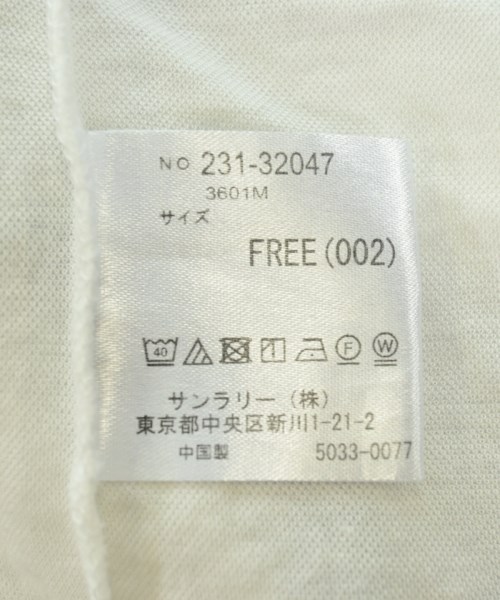 NO 231-32047
3601M
サイズ
FREE(002)
40 F W
サンラリー(株)
東京都中央区新川1-21-2
中国製 5033-0077